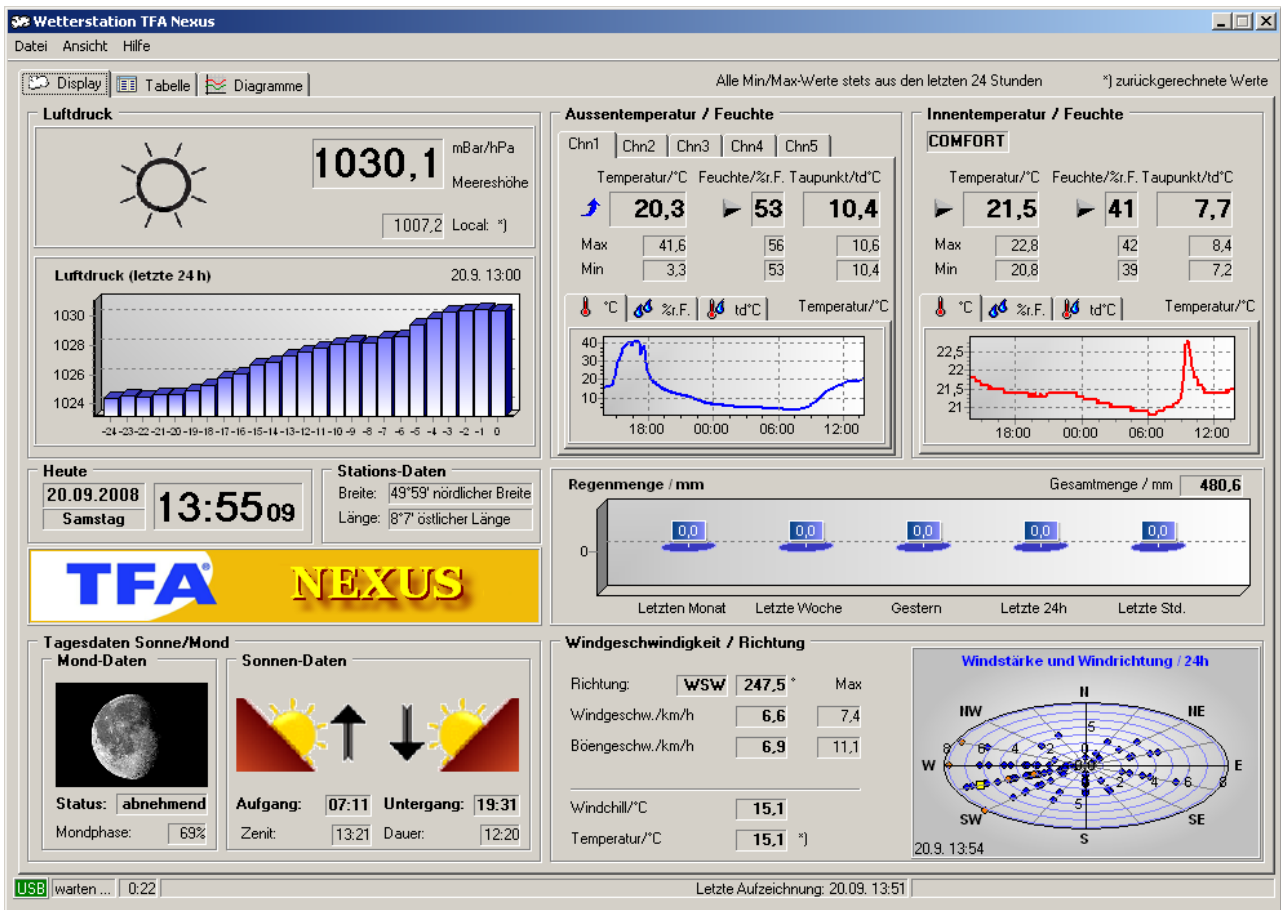 Wetterstation TFA Nexus
Datei Ansicht Hilfe
Display Tabelle Diagramme
Alle Min/Max-Werte stets aus den letzten 24 Stunden *) zurückgerechnete Werte
Luftdruck
1030,1 mBar/hPa
Meereshöhe
1007,2 Local: *)
Luftdruck (letzte 24 h) 20.9. 13:00
1030
1028
1026
1024
-24 -23 -22 -21 -20 -19 -18 -17 -16 -15 -14 -13 -12 -11 -10 -9 -8 -7 -6 -5 -4 -3 -2 -1 0
Aussentemperatur / Feuchte
Chn1 Chn2 Chn3 Chn4 Chn5
Temperatur/°C Feuchte/%r.F. Taupunkt/td°C
20,3 53 10,4
Max 41,6 56 10,6
Min 3,3 53 10,4
°C %r.F. td°C Temperatur/°C
40
30
20
10
18:00 00:00 06:00 12:00
Innentemperatur / Feuchte
COMFORT
Temperatur/°C Feuchte/%r.F. Taupunkt/td°C
21,5 41 7,7
Max 22,8 42 8,4
Min 20,8 39 7,2
°C %r.F. td°C Temperatur/°C
22,5
22
21,5
21
18:00 00:00 06:00 12:00
Heute
20.09.2008
Samstag
13:55 09
Stations-Daten
Breite: 49°59' nördlicher Breite
Länge: 8°7' östlicher Länge
TFA NEXUS
Regenmenge / mm Gesamtmenge / mm 480,6
0,0 0,0 0,0 0,0 0,0
0
Letzten Monat Letzte Woche Gestern Letzte 24h Letzte Std.
Tagesdaten Sonne/Mond
Mond-Daten
Status: abnehmend
Mondphase: 69%
Sonnen-Daten
Aufgang: 07:11 Untergang: 19:31
Zenit: 13:21 Dauer: 12:20
Windgeschwindigkeit / Richtung
Richtung: WSW 247,5 ° Max
Windgeschw./km/h 6,6 7,4
Böengeschw./km/h 6,9 11,1
Windchill/°C 15,1
Temperatur/°C 15,1 *)
Windstärke und Windrichtung / 24h
N
NW NE
5
8 6 4 2 0
W E
2 4 6 8
5
SW SE
S
20.9. 13:54
USB warten ... 0:22 Letzte Aufzeichnung: 20.09. 13:51